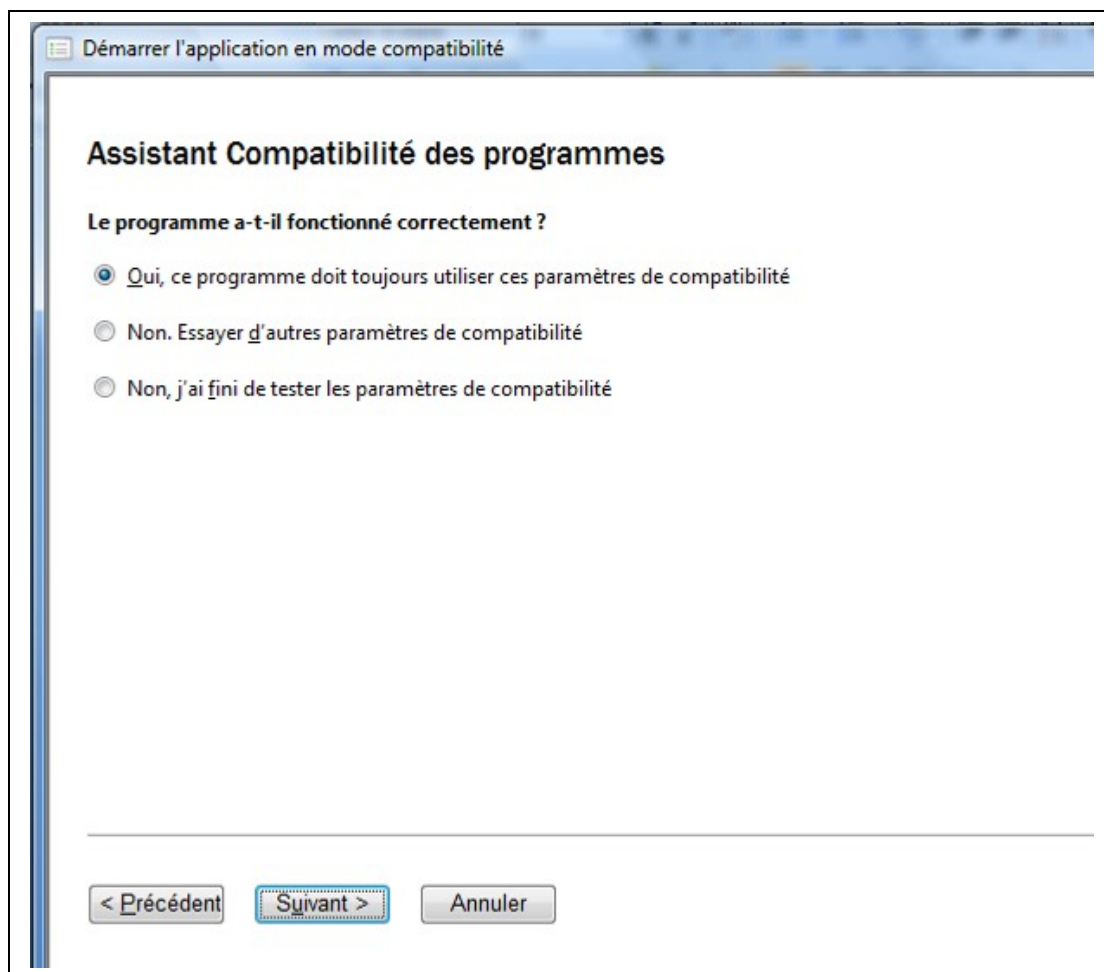 Démarrer l'application en mode compatibilité
Assistant Compatibilité des programmes
Le programme a-t-il fonctionné correctement ?
Oui, ce programme doit toujours utiliser ces paramètres de compatibilité
Non. Essayer d'autres paramètres de compatibilité
Non, j'ai fini de tester les paramètres de compatibilité
< Précédent Suivant > Annuler